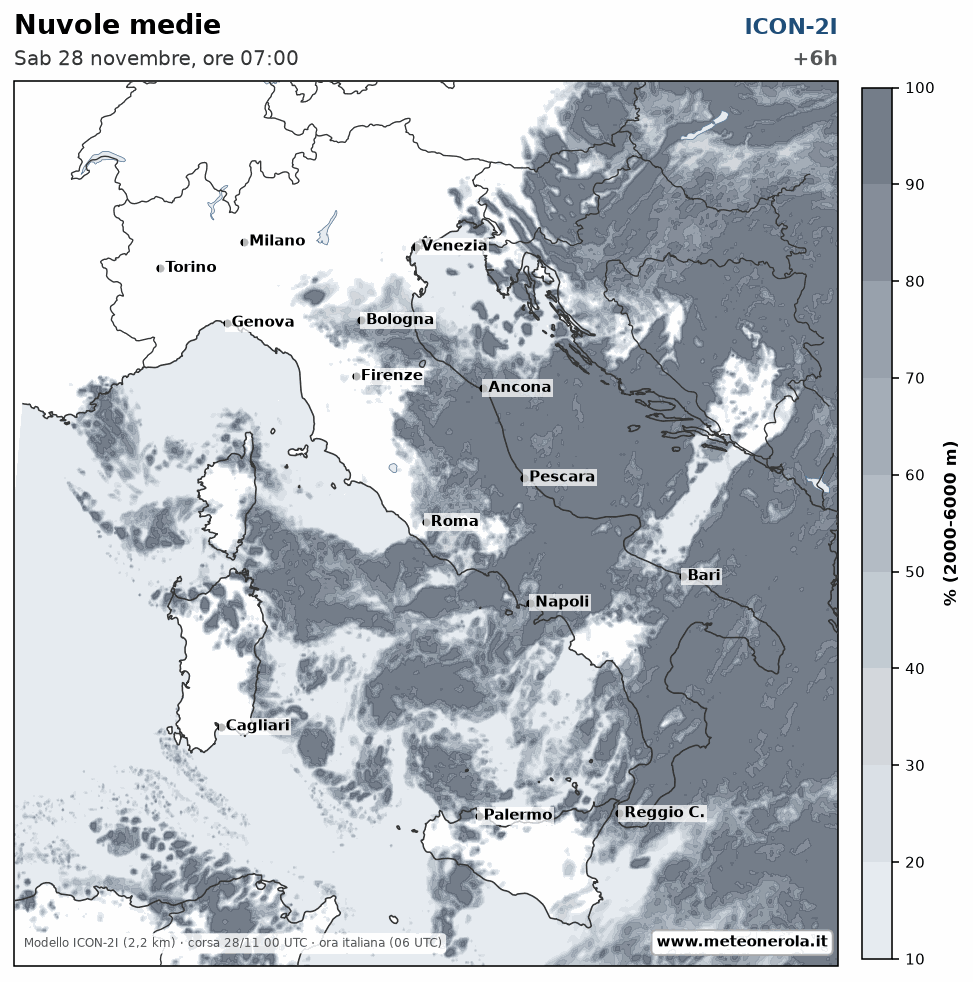 Nuvole medie
ICON-2I
Sab 28 novembre, ore 07:00
+6h
Milano
Venezia
Torino
Genova
Bologna
Firenze
Ancona
Pescara
Roma
Bari
Napoli
Cagliari
Palermo
Reggio C.
100
90
80
70
60
50
40
30
20
10
% (2000-6000 m)
Modello ICON-2I (2,2 km) · corsa 28/11 00 UTC · ora italiana (06 UTC)
www.meteonerola.it